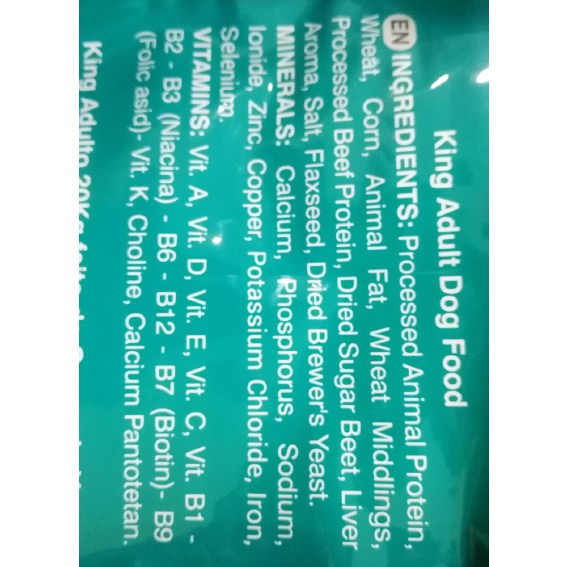 King Adult Dog Food
EN INGREDIENTS: Processed Animal Protein,
Wheat, Corn, Animal Fat, Wheat Middlings,
Processed Beef Protein, Dried Sugar Beet, Liver
Aroma, Salt, Flaxseed, Dried Brewer's Yeast.
MINERALS: Calcium, Phosphorus, Sodium,
Ionide, Zinc, Copper, Potassium Chloride, Iron,
Selenium
VITAMINS: Vit. A, Vit. D, Vit. E, Vit. C, Vit. B1 -
B2 - B3 (Niacina) - B6 - B12 - B7 (Biotin)- B9
(Folic asid)- Vit. K, Choline, Calcium Pantotetan.
King Adulto 20Kg